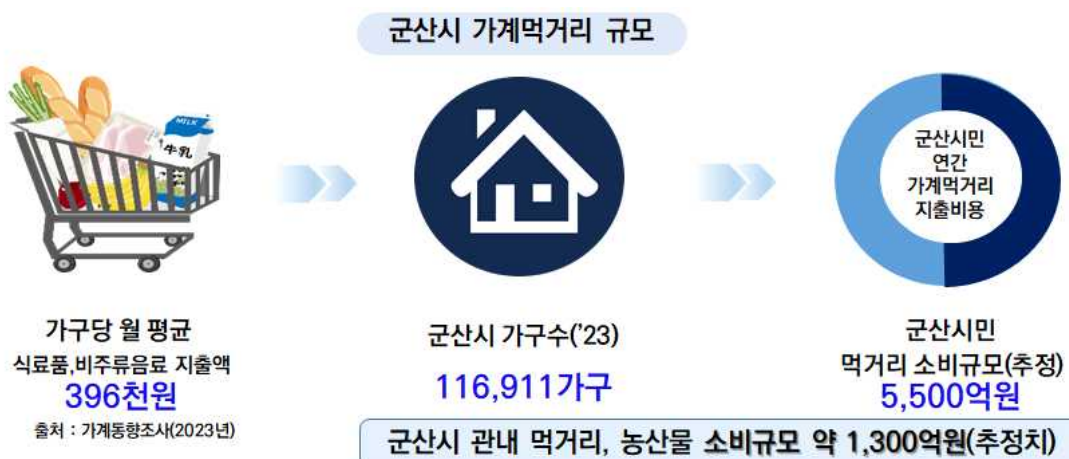 군산시 가계먹거리 규모
MILK
牛乳
군산시민
연간
가계먹거리
지출비용
가구당 월 평균
식료품,비주류음료 지출액
396천원
출처 : 가계동향조사(2023년)
군산시 가구수('23)
116,911가구
군산시민
먹거리 소비규모(추정)
5,500억원
군산시 관내 먹거리, 농산물 소비규모 약 1,300억원(추정치)